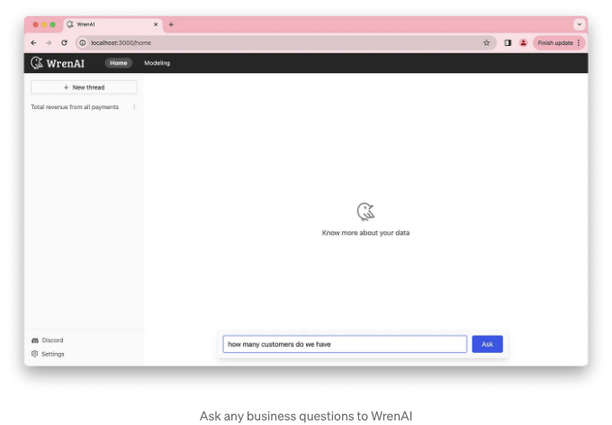 WrenAI
localhost:3000/home
Finish update
WrenAI
Home
Modeling
+ New thread
Total revenue from all payments
Know more about your data
Discord
Settings
how many customers do we have
Ask
Ask any business questions to WrenAI